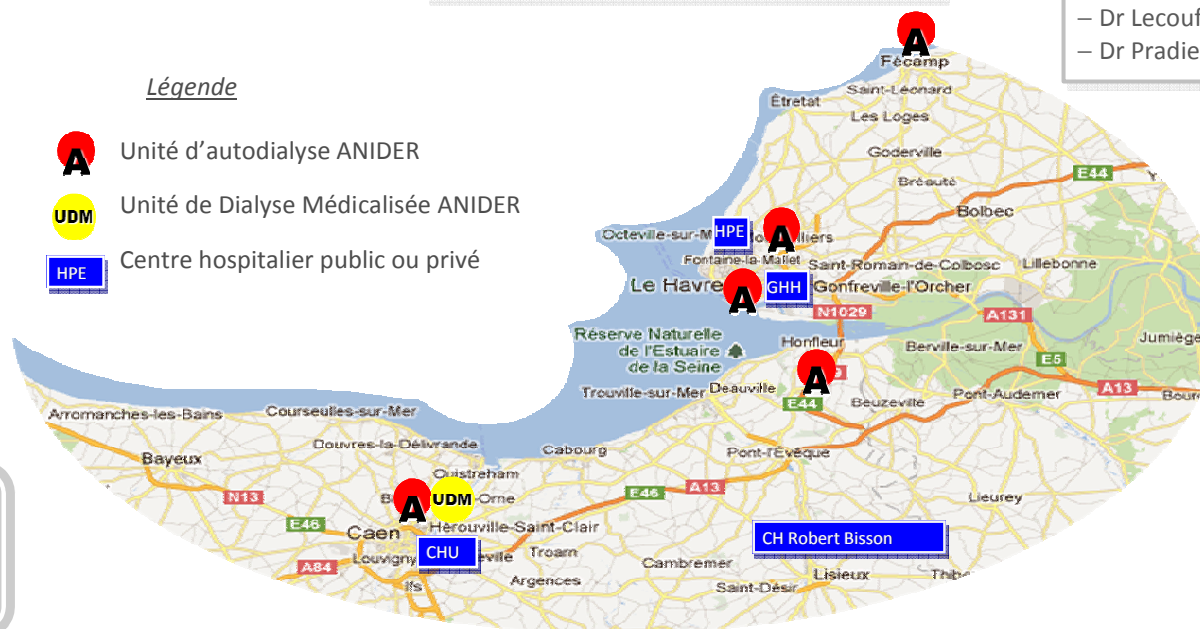 – Dr Lecouf
– Dr Pradie
Légende
A Unité d'autodialyse ANIDER
UDM Unité de Dialyse Médicalisée ANIDER
HPE Centre hospitalier public ou privé
A
Fécamp
Étretat
Saint-Léonard
Les Loges
Goderville
E44
Bréauté
Bolbec
Octeville-sur-M
HPE
A
lliers
Fontaine-la-Mallet
Saint-Roman-de-Colbosc
Lillebonne
Le Havre
A
GHH
Gonfreville-l'Orcher
N1029
A131
Réserve Naturelle
de l'Estuaire
de la Seine
Honfleur
Berville-sur-Mer
Jumiège
E5
A
Trouville-sur-Mer
Deauville
E44
Beuzeville
Pont-Audemer
A13
Arromanches-les-Bains
Courseulles-sur-Mer
Douvres-la-Délivrande
Cabourg
Pont-l'Évêque
Bayeux
Ouistreham
N13
A
UDM
-Orne
E46
A13
Lieurey
E46
Caen
Hérouville-Saint-Clair
CH Robert Bisson
Louvigny
CHU
eville
Troarn
A84
Cambremer
Lisieux
Ifs
Argences
Saint-Désir